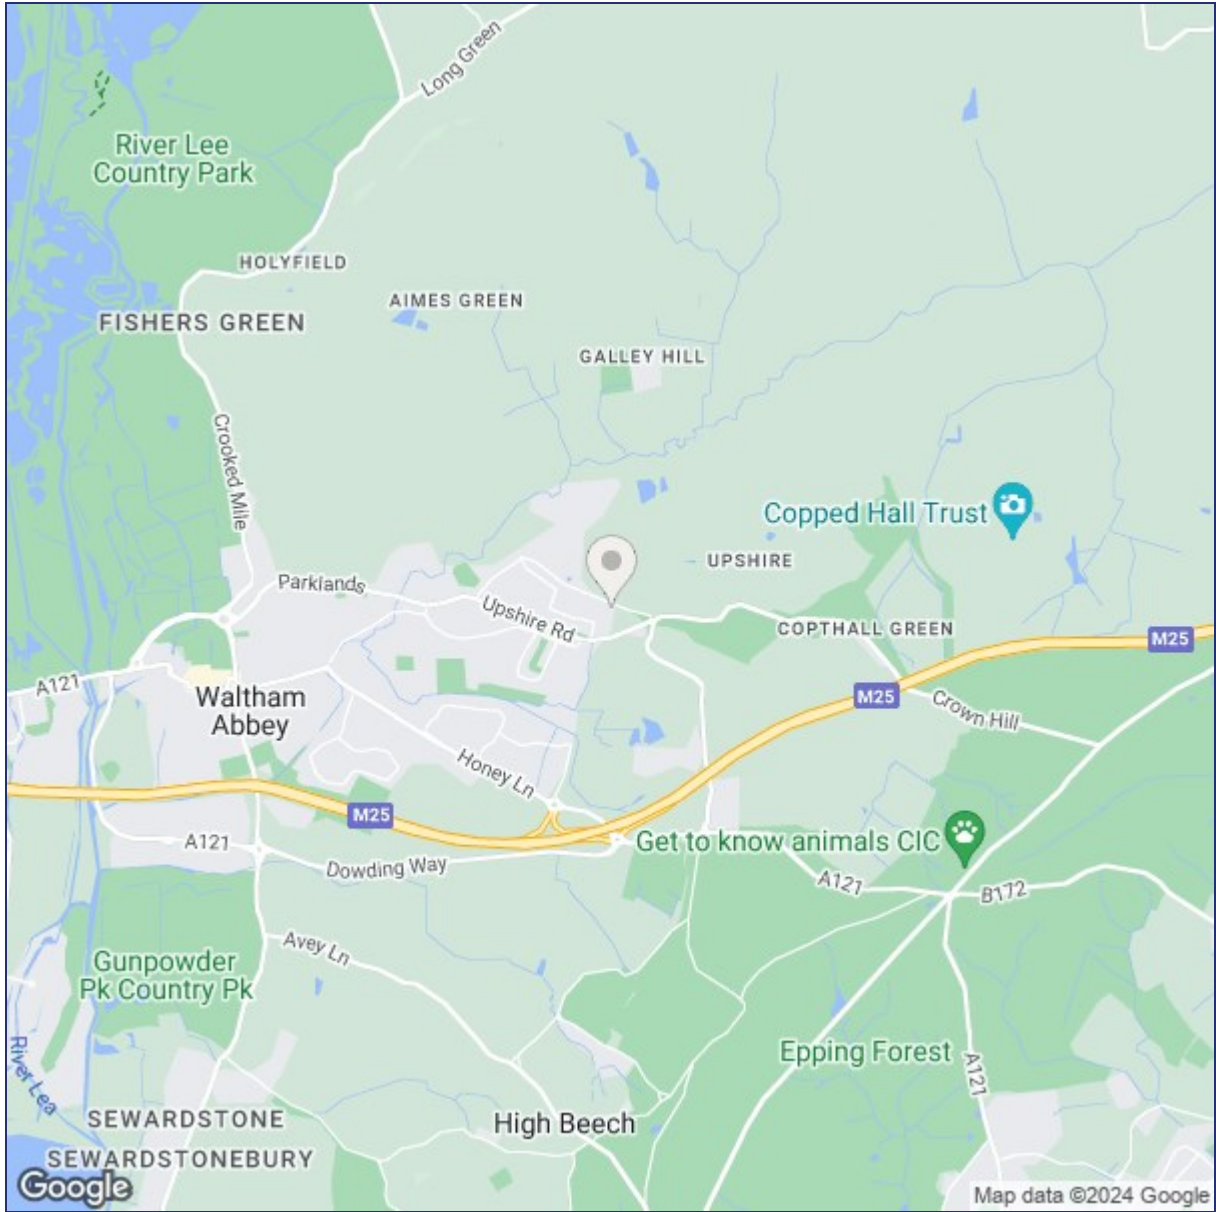 Long Green
River Lee
Country Park
HOLYFIELD
AIMES GREEN
FISHERS GREEN
GALLEY HILL
Crooked Mile
Copped Hall Trust
UPSHIRE
Parklands
Upshire Rd
COPTHALL GREEN
M25
A121
Waltham
Abbey
M25
Crown Hill
Honey Ln
M25
A121
Get to know animals CIC
Dowding Way
A121
B172
Avey Ln
Gunpowder
Pk Country Pk
River Lea
Epping Forest
A121
SEWARDSTONE
High Beech
SEWARDSTONEBURY
Google
Map data ©2024 Google